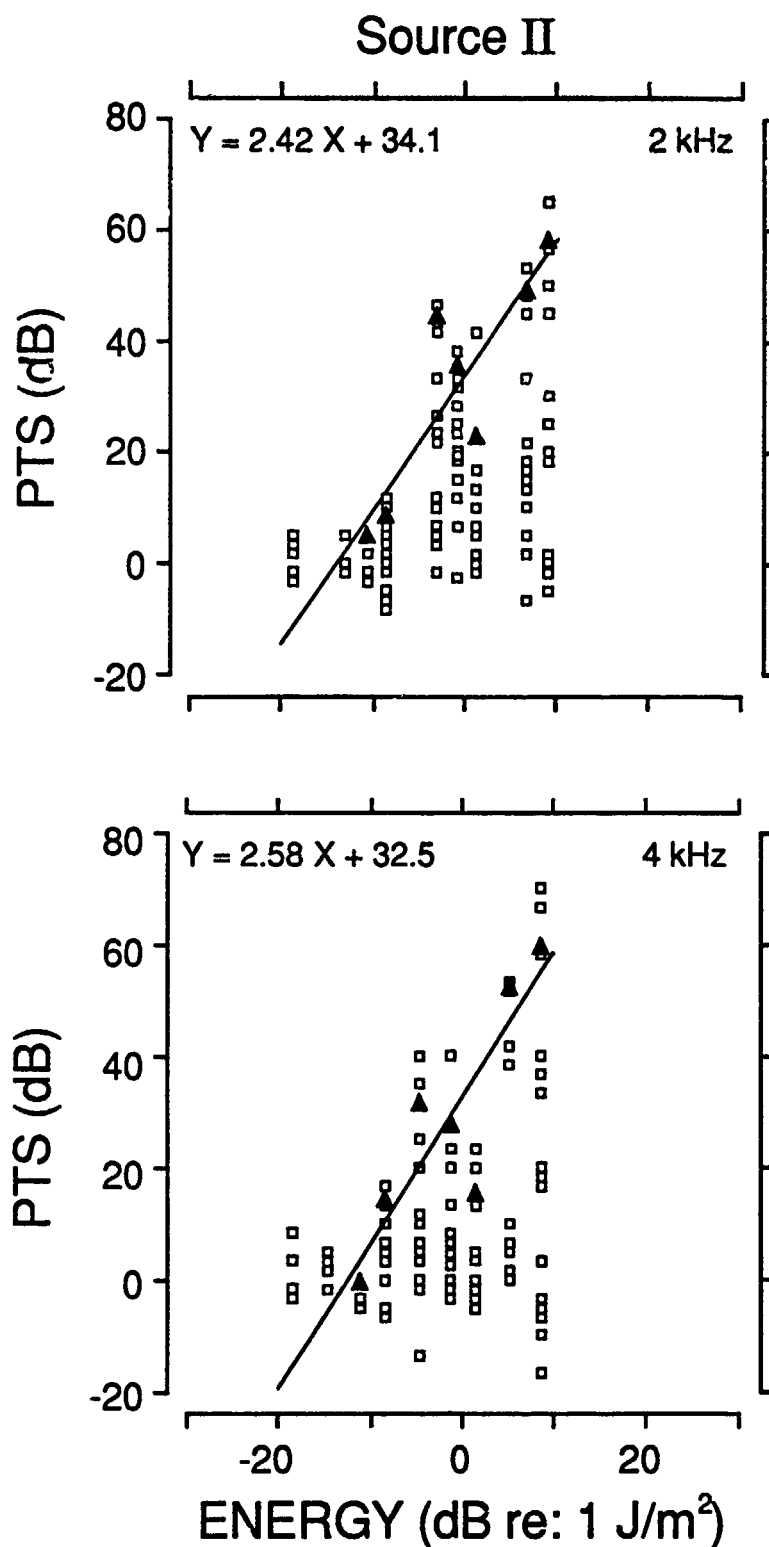 Source II
80
Y = 2.42 X + 34.1 2 kHz
60
40
20
0
-20
PTS (dB)
80
Y = 2.58 X + 32.5 4 kHz
60
40
20
0
-20
PTS (dB)
-20 0 20
ENERGY (dB re: 1 J/m²)